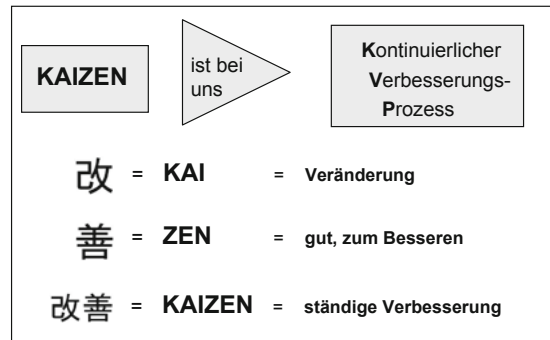 KAIZEN
ist bei
uns
Kontinuierlicher
Verbesserungs-
Prozess
改 = KAI = Veränderung
善 = ZEN = gut, zum Besseren
改善 = KAIZEN = ständige Verbesserung